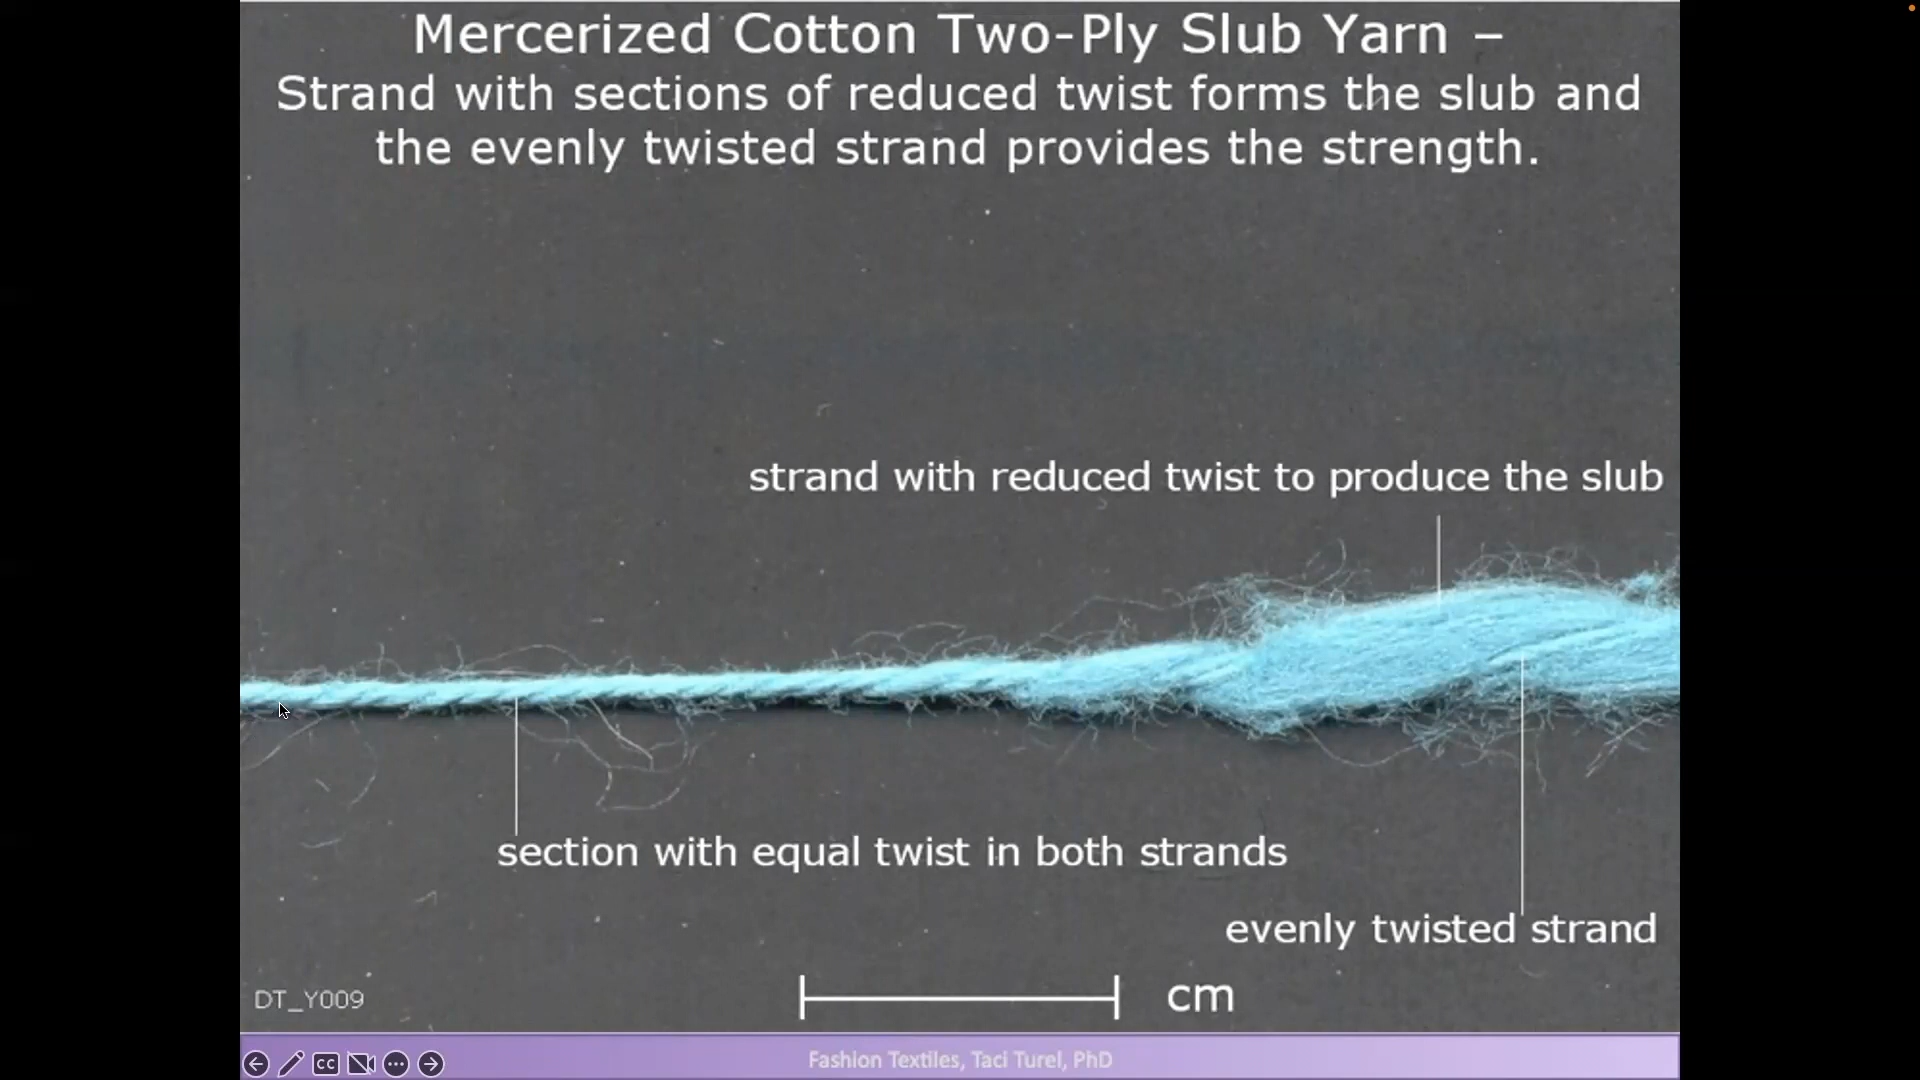 Mercerized Cotton Two-Ply Slub Yarn –
Strand with sections of reduced twist forms the slub and
the evenly twisted strand provides the strength.
strand with reduced twist to produce the slub
section with equal twist in both strands
evenly twisted strand
cm
DT_Y009
CC
Fashion Textiles, Taci Turel, PhD